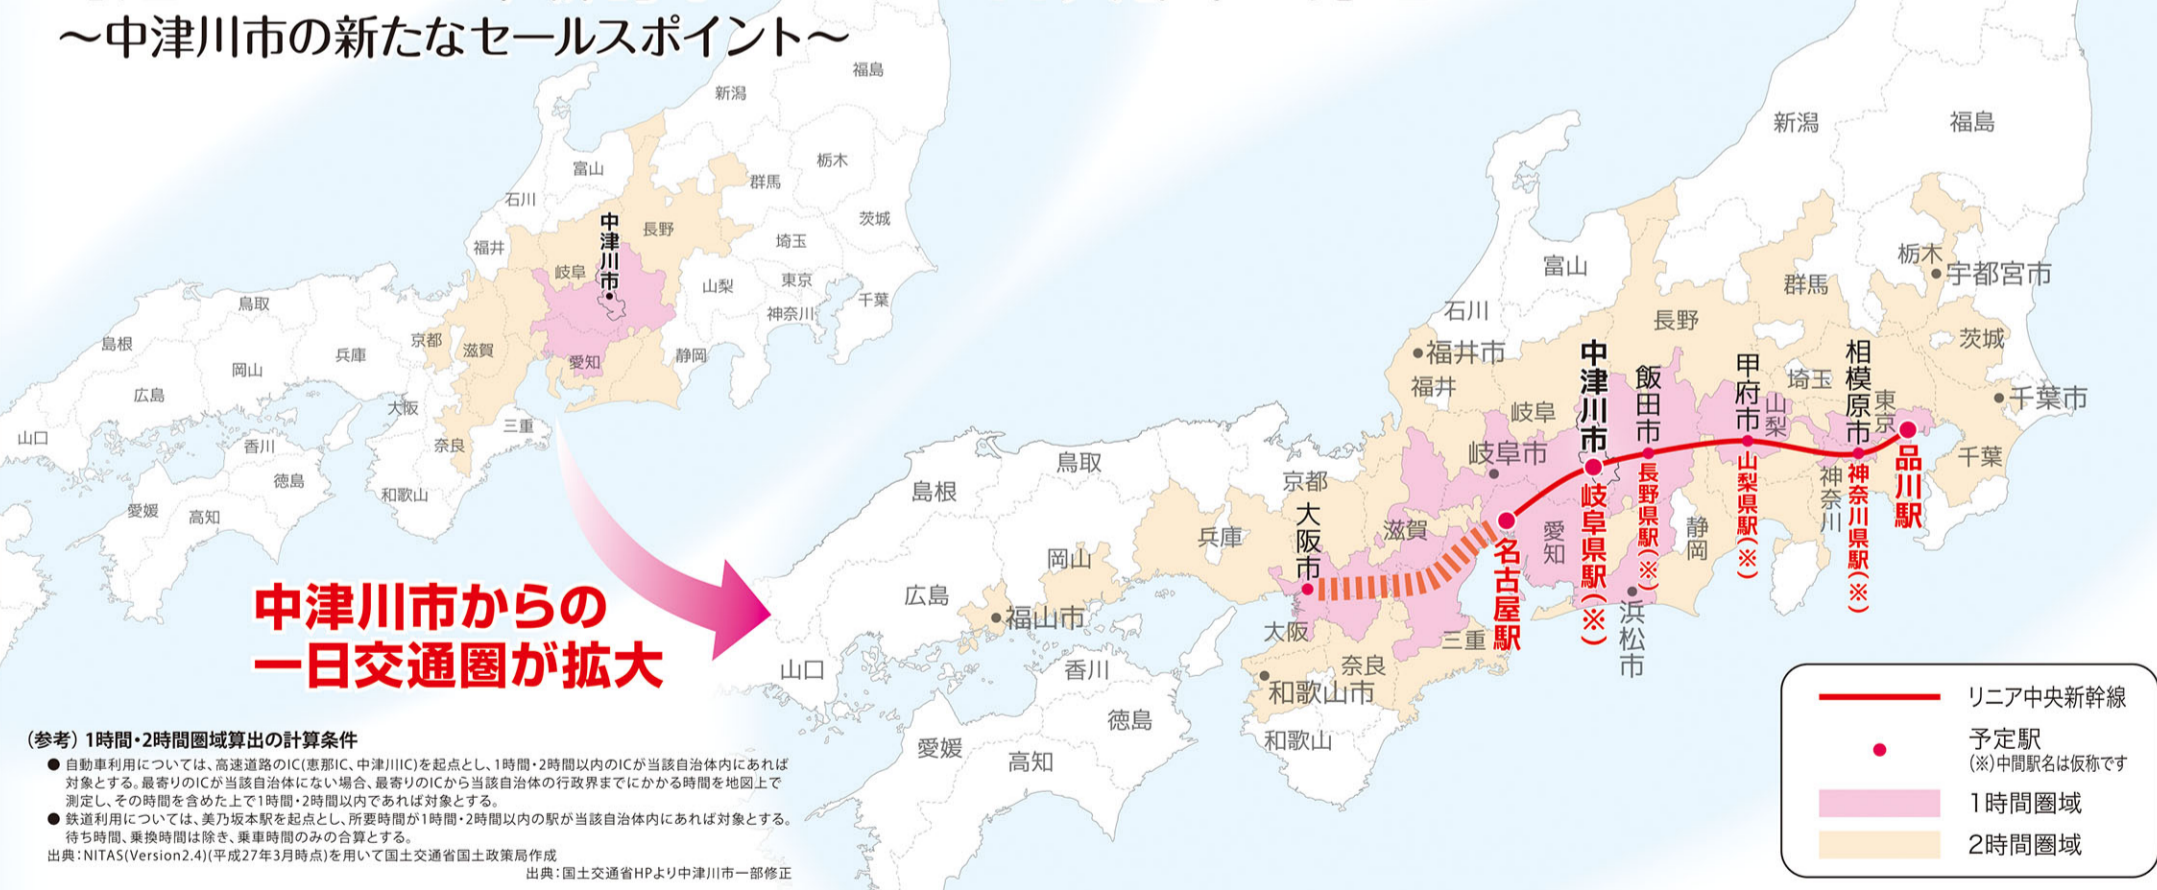 ～中津川市の新たなセールスポイント～
福島
新潟
栃木
群馬
富山
石川
茨城
長野
中津川市
埼玉
福井
岐阜
山梨
東京
千葉
神奈川
鳥取
京都
滋賀
島根
兵庫
愛知
静岡
岡山
広島
大阪
三重
山口
香川
奈良
徳島
和歌山
愛媛
高知
中津川市からの
一日交通圏が拡大
新潟
福島
栃木
宇都宮市
富山
群馬
石川
長野
茨城
福井市
福井
中津川市
飯田市
甲府市
山梨
埼玉
相模原市
東京
千葉市
岐阜
岐阜市
千葉
鳥取
島根
京都
大阪市
滋賀
兵庫
岡山
広島
福山市
大阪
愛知
静岡
神奈川
名古屋駅
岐阜県駅(※)
長野県駅(※)
山梨県駅(※)
神奈川県駅(※)
品川駅
浜松市
三重
奈良
和歌山市
和歌山
山口
香川
徳島
愛媛
高知
リニア中央新幹線
予定駅
(※)中間駅名は仮称です
1時間圏域
2時間圏域
（参考）1時間・2時間圏域算出の計算条件
● 自動車利用については、高速道路のIC(恵那IC、中津川IC)を起点とし、1時間・2時間以内のICが当該自治体内にあれば
対象とする。最寄りのICが当該自治体にない場合、最寄りのICから当該自治体の行政界までにかかる時間を地図上で
測定し、その時間を含めた上で1時間・2時間以内であれば対象とする。
● 鉄道利用については、美乃坂本駅を起点とし、所要時間が1時間・2時間以内の駅が当該自治体内にあれば対象とする。
待ち時間、乗換時間は除き、乗車時間のみの合算とする。
出典：NITAS(Version2.4)(平成27年3月時点)を用いて国土交通省国土政策局作成
出典：国土交通省HPより中津川市一部修正